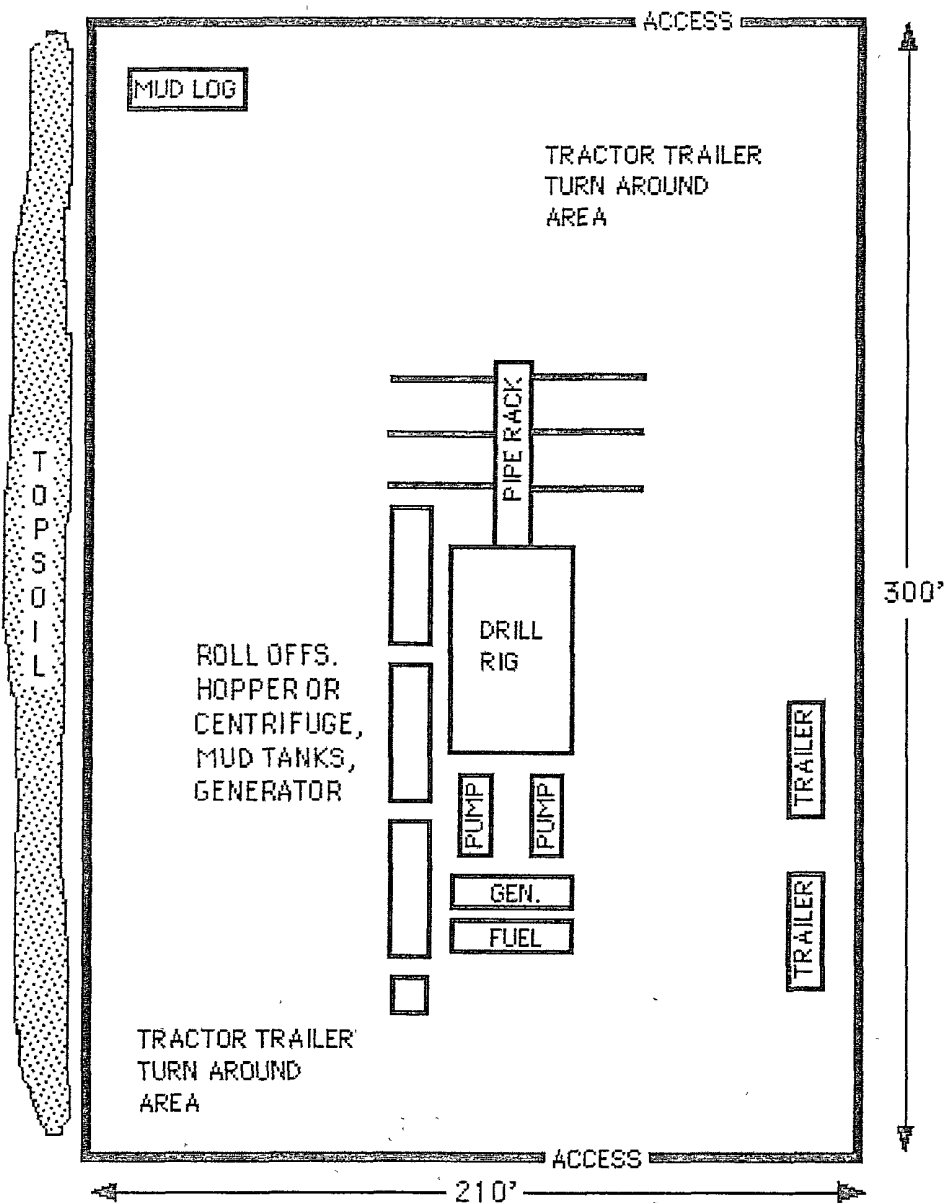 ACCESS
MUD LOG
TRACTOR TRAILER
TURN AROUND
AREA
PIPE RACK
TOPSOIL
300'
DRILL
RIG
ROLL OFFS.
HOPPER OR
CENTRIFUGE,
MUD TANKS,
GENERATOR
TRAILER
PUMP
PUMP
GEN.
TRAILER
FUEL
TRACTOR TRAILER
TURN AROUND
AREA
ACCESS
210'